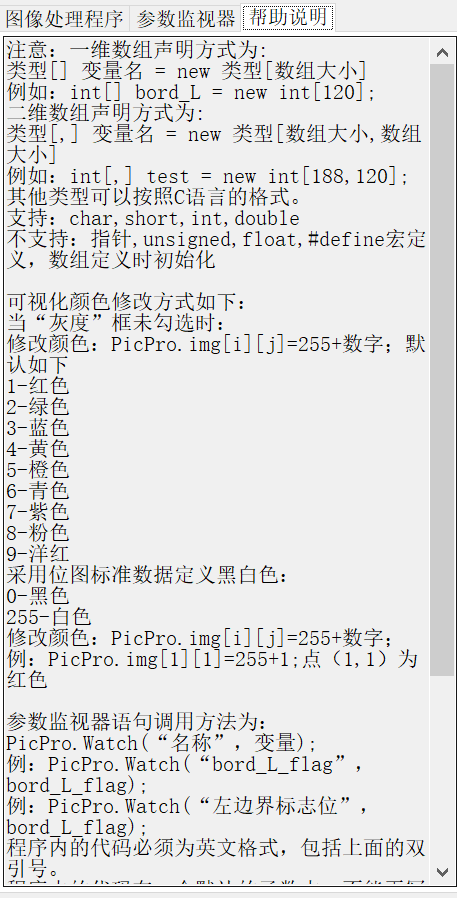 图像处理程序 参数监视器 帮助说明
注意：一维数组声明方式为:
类型[] 变量名 = new 类型[数组大小]
例如：int[] bord_L = new int[120];
二维数组声明方式为:
类型[,] 变量名 = new 类型[数组大小,数组
大小]
例如：int[,] test = new int[188,120];
其他类型可以按照C语言的格式。
支持：char,short,int,double
不支持：指针,unsigned,float,#define宏定
义，数组定义时初始化
可视化颜色修改方式如下：
当“灰度”框未勾选时：
修改颜色：PicPro.img[i][j]=255+数字；默
认如下
1-红色
2-绿色
3-蓝色
4-黄色
5-橙色
6-青色
7-紫色
8-粉色
9-洋红
采用位图标准数据定义黑白色：
0-黑色
255-白色
修改颜色：PicPro.img[i][j]=255+数字；
例：PicPro.img[1][1]=255+1;点（1,1）为
红色
参数监视器语句调用方法为：
PicPro.Watch(“名称”，变量);
例：PicPro.Watch(“bord_L_flag”，
bord_L_flag);
例：PicPro.Watch(“左边界标志位”，
bord_L_flag);
程序内的代码必须为英文格式，包括上面的双
引号。